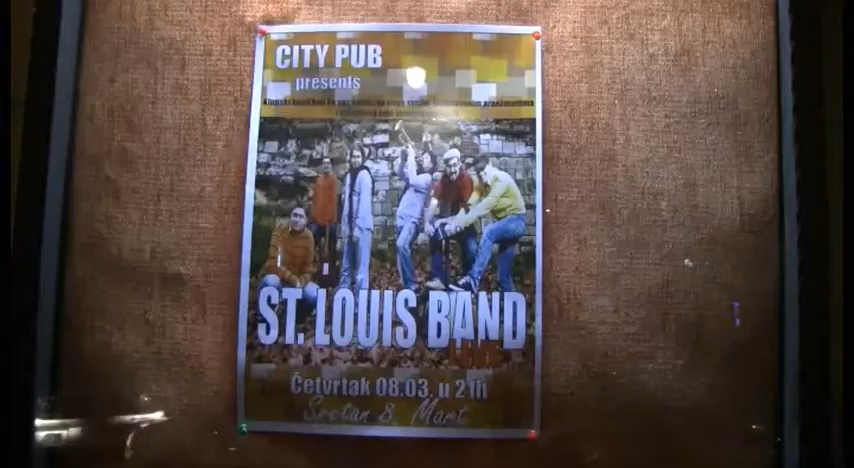 CITY PUB
presents
ST. LOUIS BAND
Četvrtak 08.03. u 21h
Sretan 8 Mart